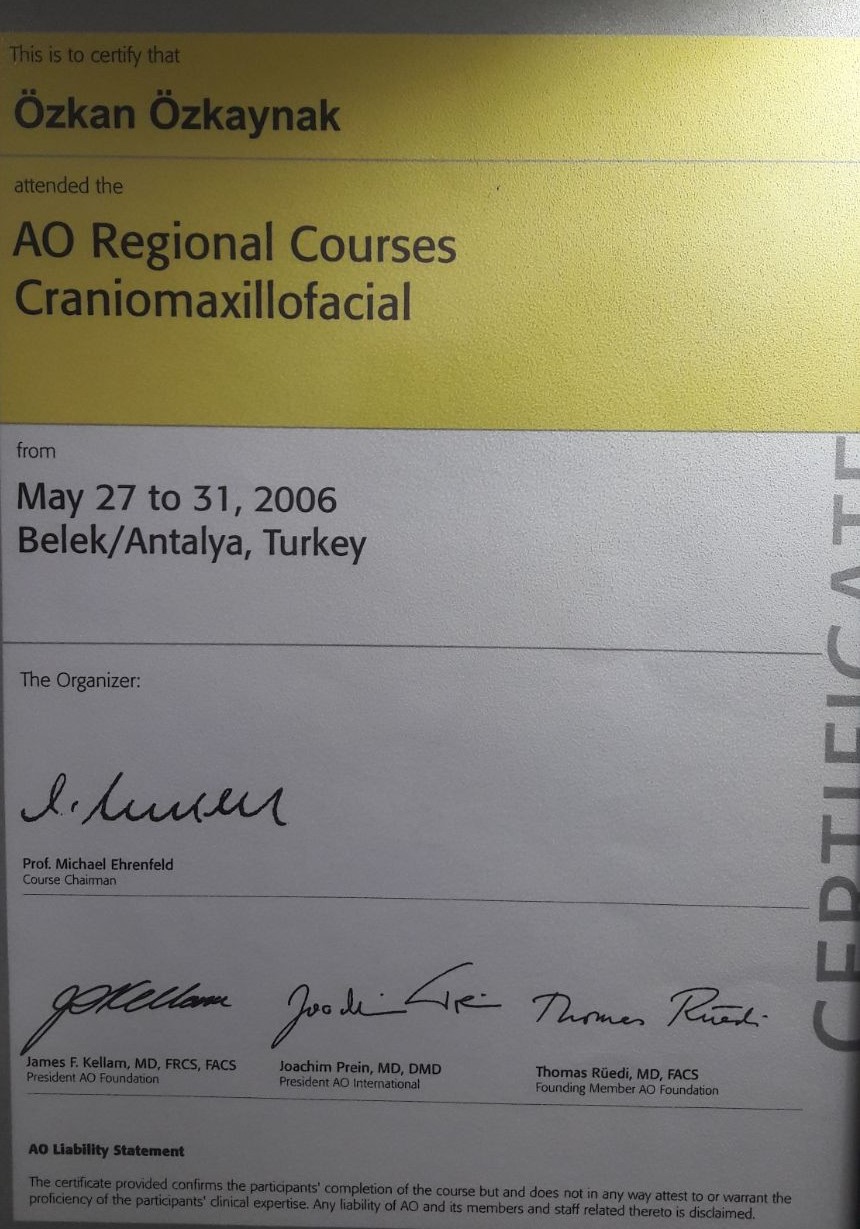 This is to certify that
Özkan Özkaynak
attended the
AO Regional Courses
Craniomaxillofacial
from
May 27 to 31, 2006
Belek/Antalya, Turkey
The Organizer:
Prof. Michael Ehrenfeld
Course Chairman
JFKellam
Joachim Prein
Thomas Rüedi
James F. Kellam, MD, FRCS, FACS
President AO Foundation
Joachim Prein, MD, DMD
President AO International
Thomas Rüedi, MD, FACS
Founding Member AO Foundation
AO Liability Statement
The certificate provided confirms the participants' completion of the course but and does not in any way attest to or warrant the
proficiency of the participants' clinical expertise. Any liability of AO and its members and staff related thereto is disclaimed.
CERTIFICATE